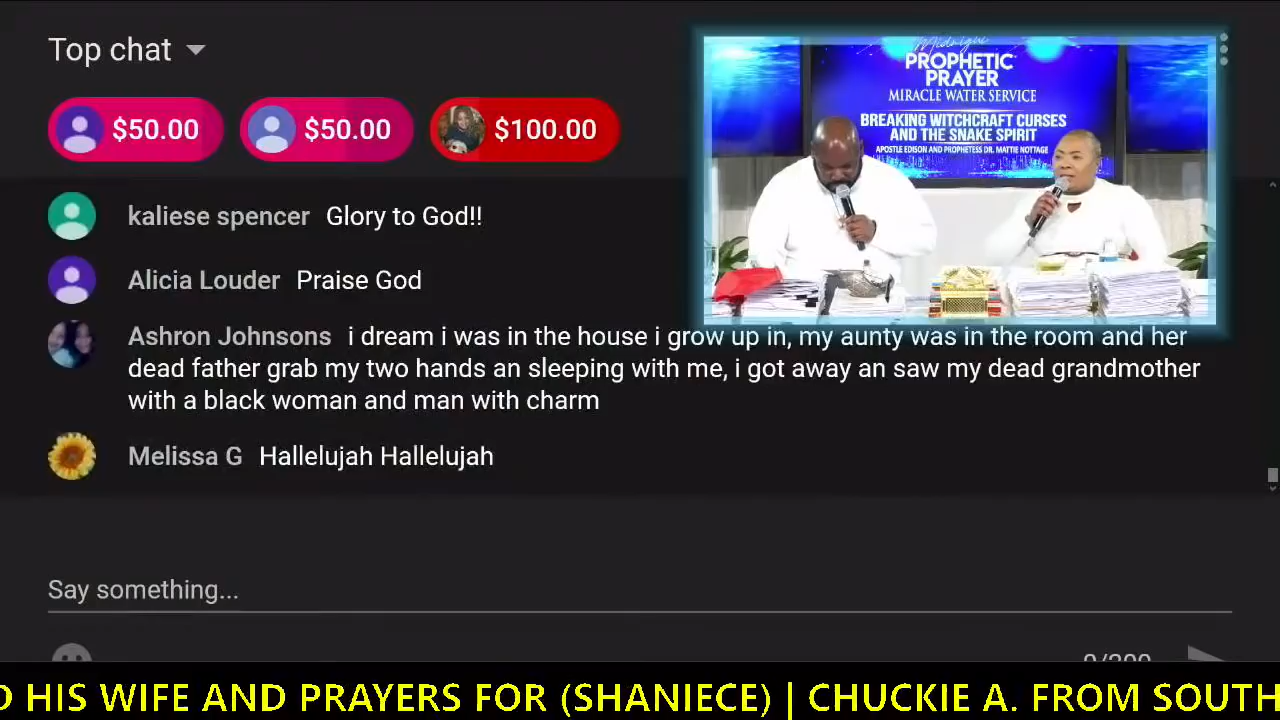 Top chat
$50.00 $50.00 $100.00
Midnight
PROPHETIC
PRAYER
MIRACLE WATER SERVICE
BREAKING WITCHCRAFT CURSES
AND THE SNAKE SPIRIT
APOSTLE EDISON AND PROPHETESS DR. MATTIE NOTTAGE
kaliese spencer Glory to God!!
Alicia Louder Praise God
Ashron Johnsons i dream i was in the house i grow up in, my aunty was in the room and her
dead father grab my two hands an sleeping with me, i got away an saw my dead grandmother
with a black woman and man with charm
Melissa G Hallelujah Hallelujah
Say something...
0/200
HIS WIFE AND PRAYERS FOR (SHANIECE) | CHUCKIE A. FROM SOUTH